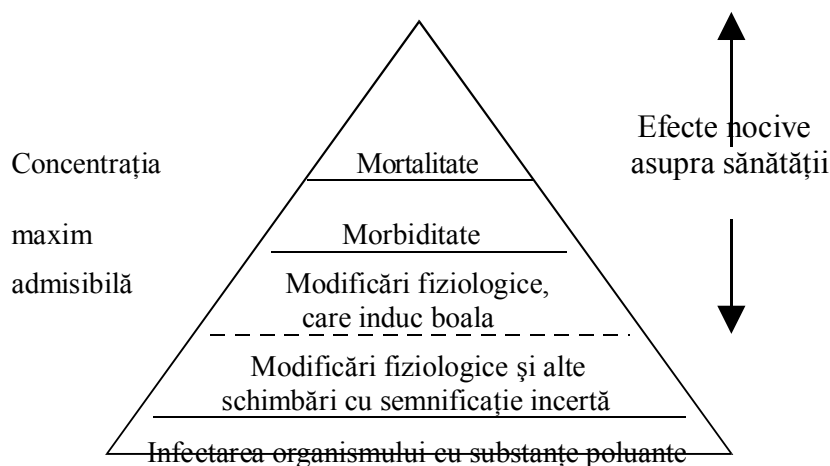 Efecte nocive
asupra sănătății
Concentrația
maxim
admisibilă
Mortalitate
Morbiditate
Modificări fiziologice,
care induc boala
Modificări fiziologice şi alte
schimbări cu semnificație incertă
Infectarea organismului cu substanțe poluante